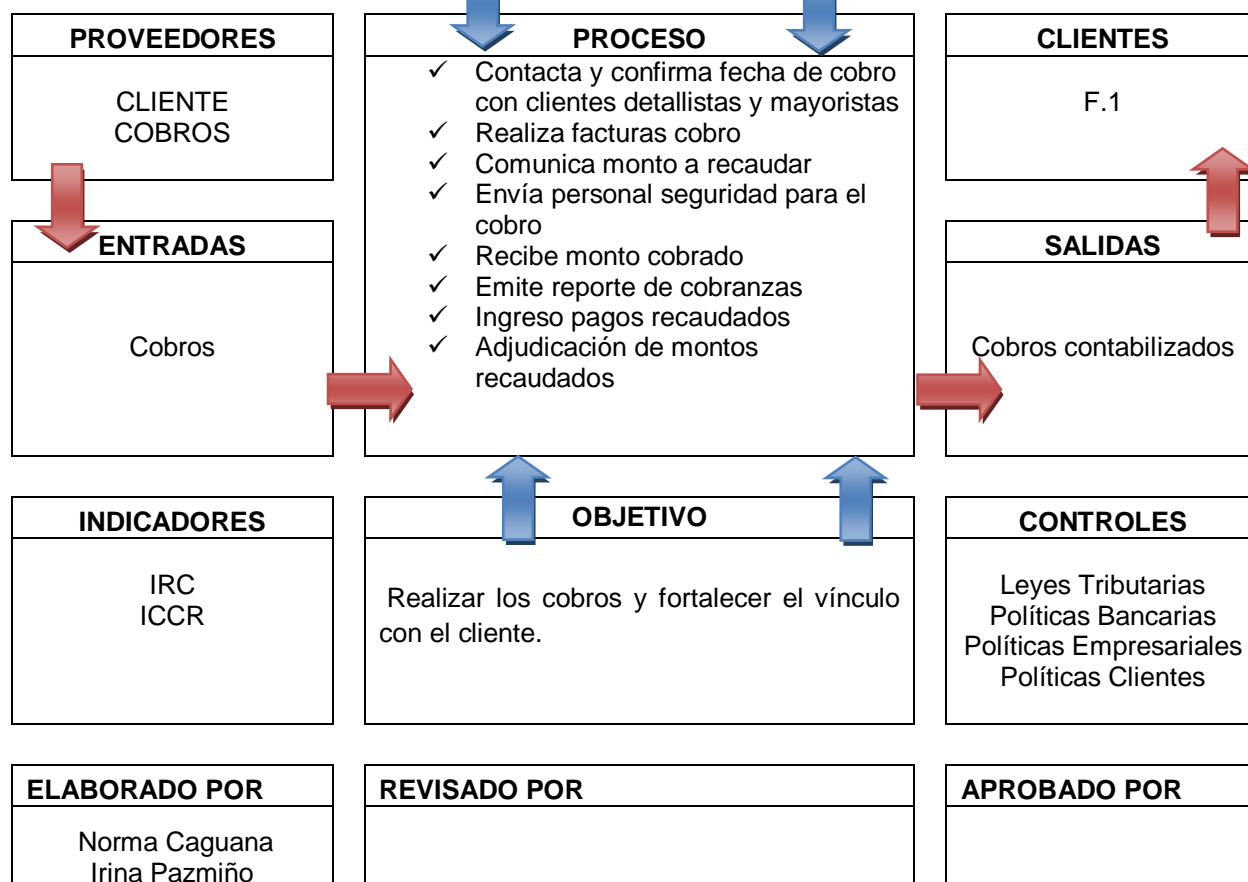 PROVEEDORES
CLIENTE
COBROS
PROCESO
✓ Contacta y confirma fecha de cobro
con clientes detallistas y mayoristas
✓ Realiza facturas cobro
✓ Comunica monto a recaudar
✓ Envía personal seguridad para el
cobro
✓ Recibe monto cobrado
✓ Emite reporte de cobranzas
✓ Ingreso pagos recaudados
✓ Adjudicación de montos
recaudados
CLIENTES
F.1
ENTRADAS
Cobros
SALIDAS
Cobros contabilizados
INDICADORES
IRC
ICCR
OBJETIVO
Realizar los cobros y fortalecer el vínculo
con el cliente.
CONTROLES
Leyes Tributarias
Políticas Bancarias
Políticas Empresariales
Políticas Clientes
ELABORADO POR
Norma Caguana
Irina Pazmiño
REVISADO POR
APROBADO POR